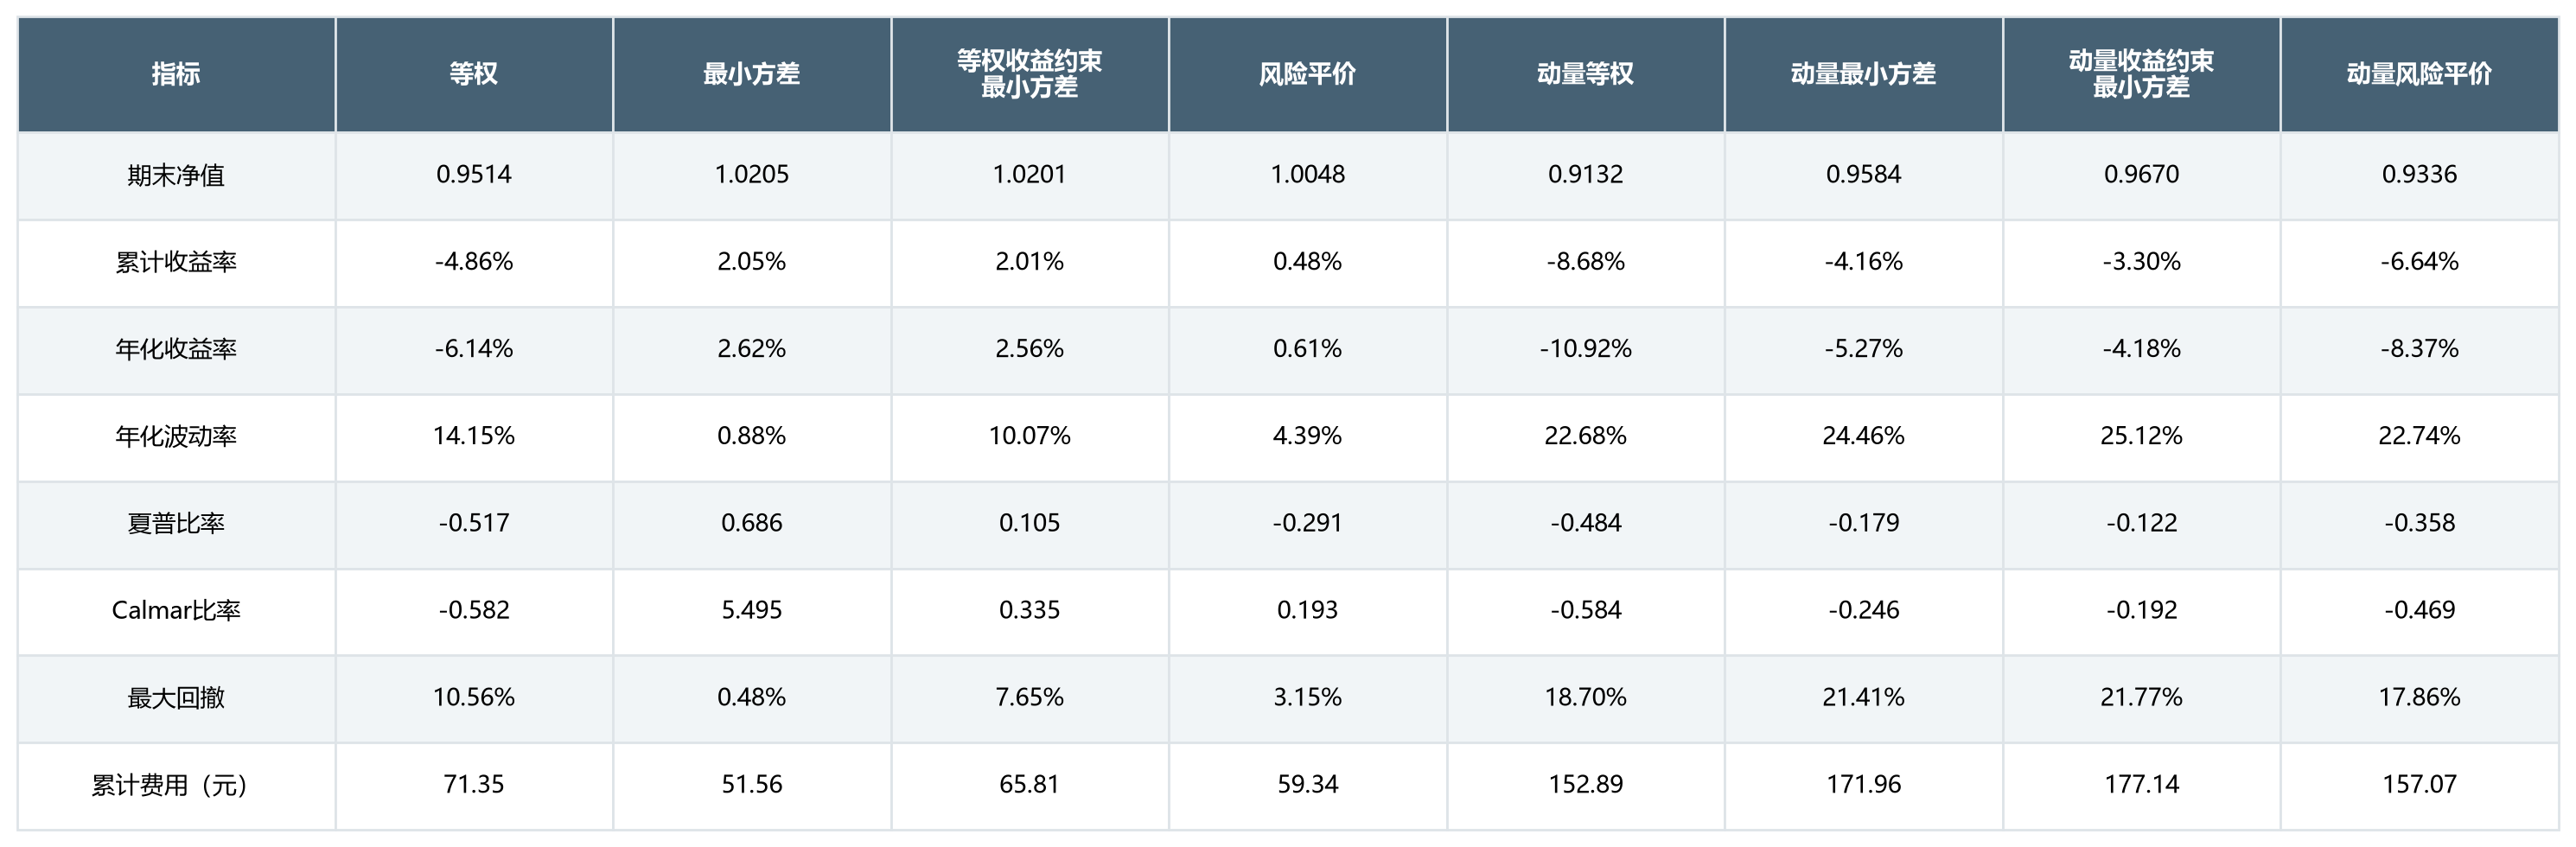 指标 等权 最小方差 等权收益约束 风险平价 动量等权 动量最小方差 动量收益约束 动量风险平价
最小方差 最小方差
期末净值 0.9514 1.0205 1.0201 1.0048 0.9132 0.9584 0.9670 0.9336
累计收益率 -4.86% 2.05% 2.01% 0.48% -8.68% -4.16% -3.30% -6.64%
年化收益率 -6.14% 2.62% 2.56% 0.61% -10.92% -5.27% -4.18% -8.37%
年化波动率 14.15% 0.88% 10.07% 4.39% 22.68% 24.46% 25.12% 22.74%
夏普比率 -0.517 0.686 0.105 -0.291 -0.484 -0.179 -0.122 -0.358
Calmar比率 -0.582 5.495 0.335 0.193 -0.584 -0.246 -0.192 -0.469
最大回撤 10.56% 0.48% 7.65% 3.15% 18.70% 21.41% 21.77% 17.86%
累计费用（元） 71.35 51.56 65.81 59.34 152.89 171.96 177.14 157.07